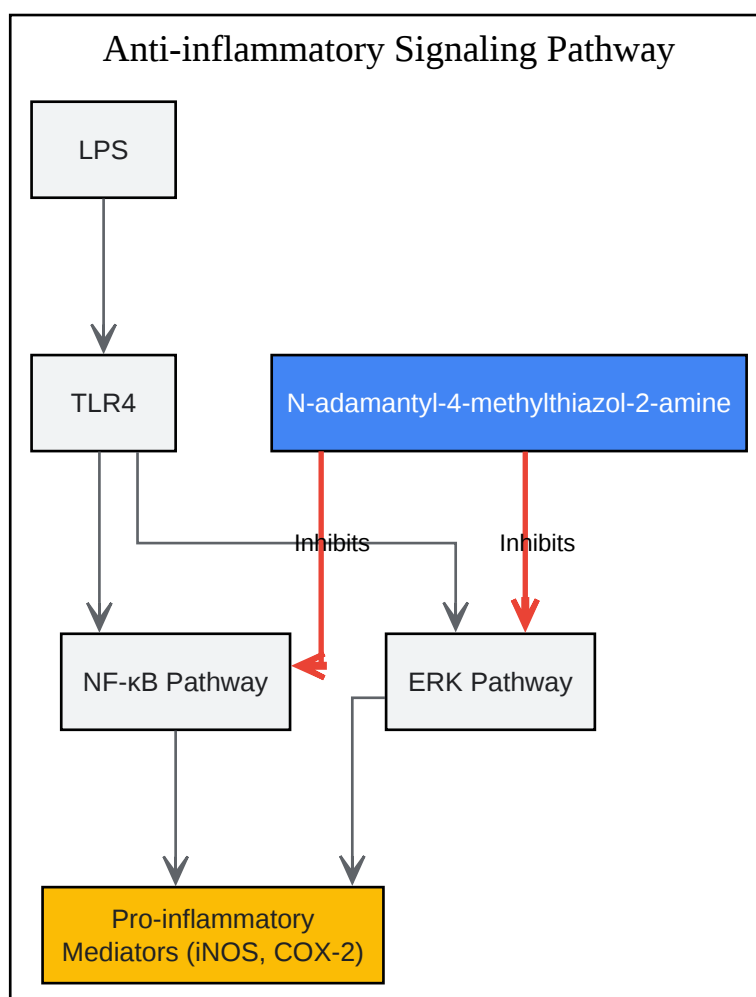 Anti-inflammatory Signaling Pathway
LPS
TLR4
N-adamantyl-4-methylthiazol-2-amine
Inhibits
Inhibits
NF-κB Pathway
ERK Pathway
Pro-inflammatory
Mediators (iNOS, COX-2)